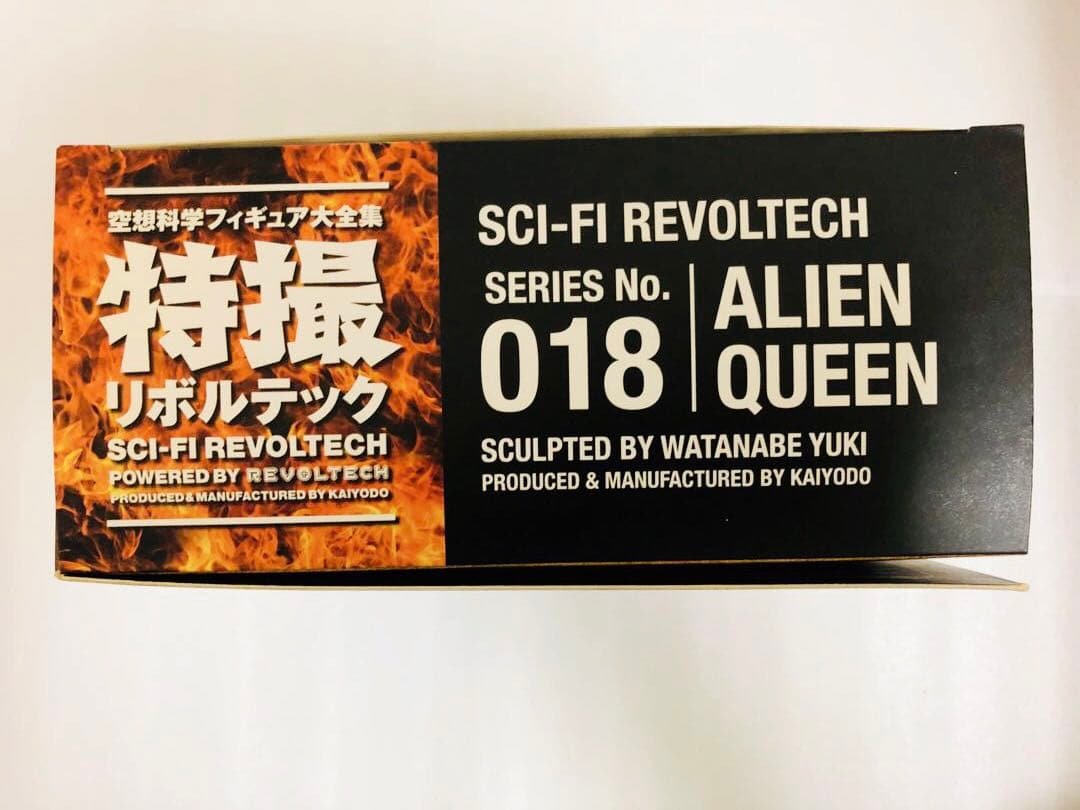 空想科学フィギュア大全集
特撮
リボルテック
SCI-FI REVOLTECH
POWERED BY REVOLTECH
PRODUCED & MANUFACTURED BY KAIYODO
SCI-FI REVOLTECH
SERIES No.
018
ALIEN
QUEEN
SCULPTED BY WATANABE YUKI
PRODUCED & MANUFACTURED BY KAIYODO